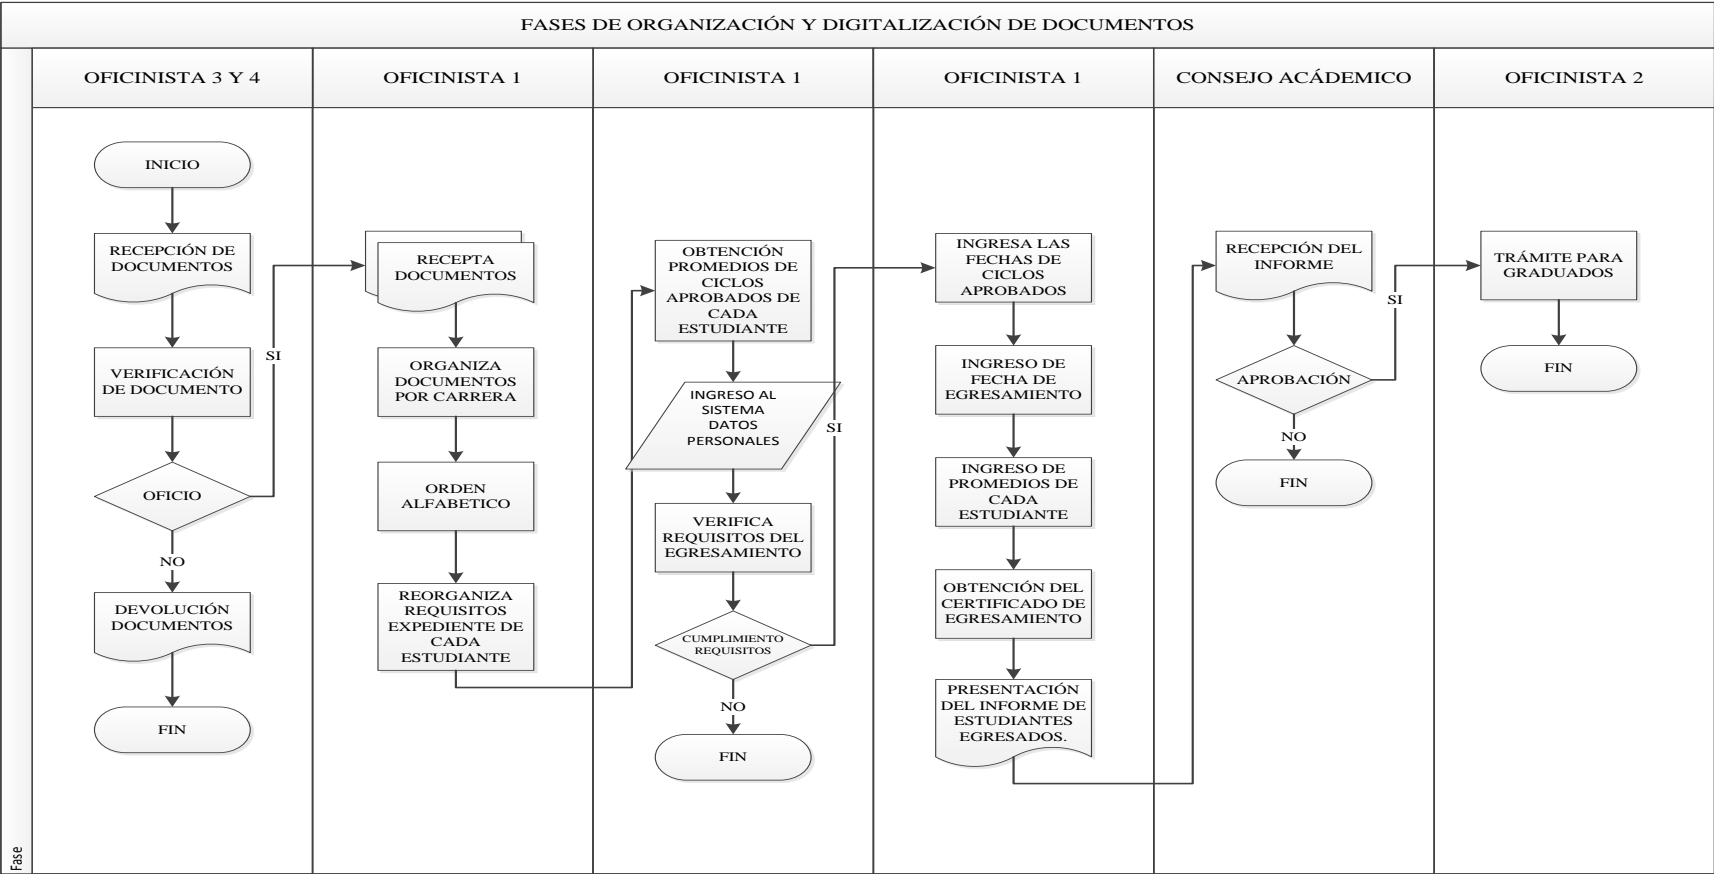 FASES DE ORGANIZACIÓN Y DIGITALIZACIÓN DE DOCUMENTOS
Fase
OFICINISTA 3 Y 4
OFICINISTA 1
OFICINISTA 1
OFICINISTA 1
CONSEJO ACÁDEMICO
OFICINISTA 2
INICIO
RECEPCIÓN DE
DOCUMENTOS
VERIFICACIÓN
DE DOCUMENTO
OFICIO
SI
NO
DEVOLUCIÓN
DOCUMENTOS
FIN
RECEPTA
DOCUMENTOS
ORGANIZA
DOCUMENTOS
POR CARRERA
ORDEN
ALFABETICO
REORGANIZA
REQUISITOS
EXPEDIENTE DE
CADA
ESTUDIANTE
OBTENCIÓN
PROMEDIOS DE
CICLOS
APROBADOS DE
CADA
ESTUDIANTE
INGRESO AL
SISTEMA
DATOS
PERSONALES
VERIFICA
REQUISITOS DEL
EGRESAMIENTO
CUMPLIMIENTO
REQUISITOS
SI
NO
FIN
INGRESA LAS
FECHAS DE
CICLOS
APROBADOS
INGRESO DE
FECHA DE
EGRESAMIENTO
INGRESO DE
PROMEDIOS DE
CADA
ESTUDIANTE
OBTENCIÓN DEL
CERTIFICADO DE
EGRESAMIENTO
PRESENTACIÓN
DEL INFORME DE
ESTUDIANTES
EGRESADOS.
RECEPCIÓN DEL
INFORME
APROBACIÓN
SI
NO
FIN
TRÁMITE PARA
GRADUADOS
FIN